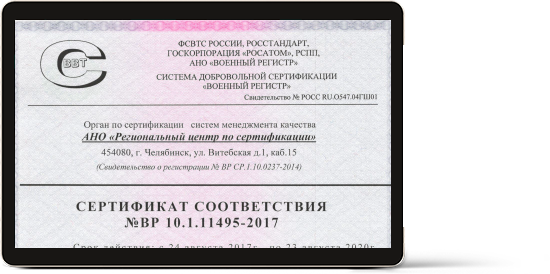 ВВТ
ФСВТС РОССИИ, РОССТАНДАРТ,
ГОСКОРПОРАЦИЯ «РОСАТОМ», РСПП,
АНО «ВОЕННЫЙ РЕГИСТР»
СИСТЕМА ДОБРОВОЛЬНОЙ СЕРТИФИКАЦИИ
«ВОЕННЫЙ РЕГИСТР»
Свидетельство № РОСС RU.О547.04ГШ01
Орган по сертификации систем менеджмента качества
АНО «Региональный центр по сертификации»
454080, г. Челябинск, ул. Витебская д.1, каб.15
(Свидетельство о регистрации № ВР СР.1.10.0237-2014)
СЕРТИФИКАТ СООТВЕТСТВИЯ
№ВР 10.1.11495-2017
Срок действия: с 24 августа 2017г. по 23 августа 2020г.